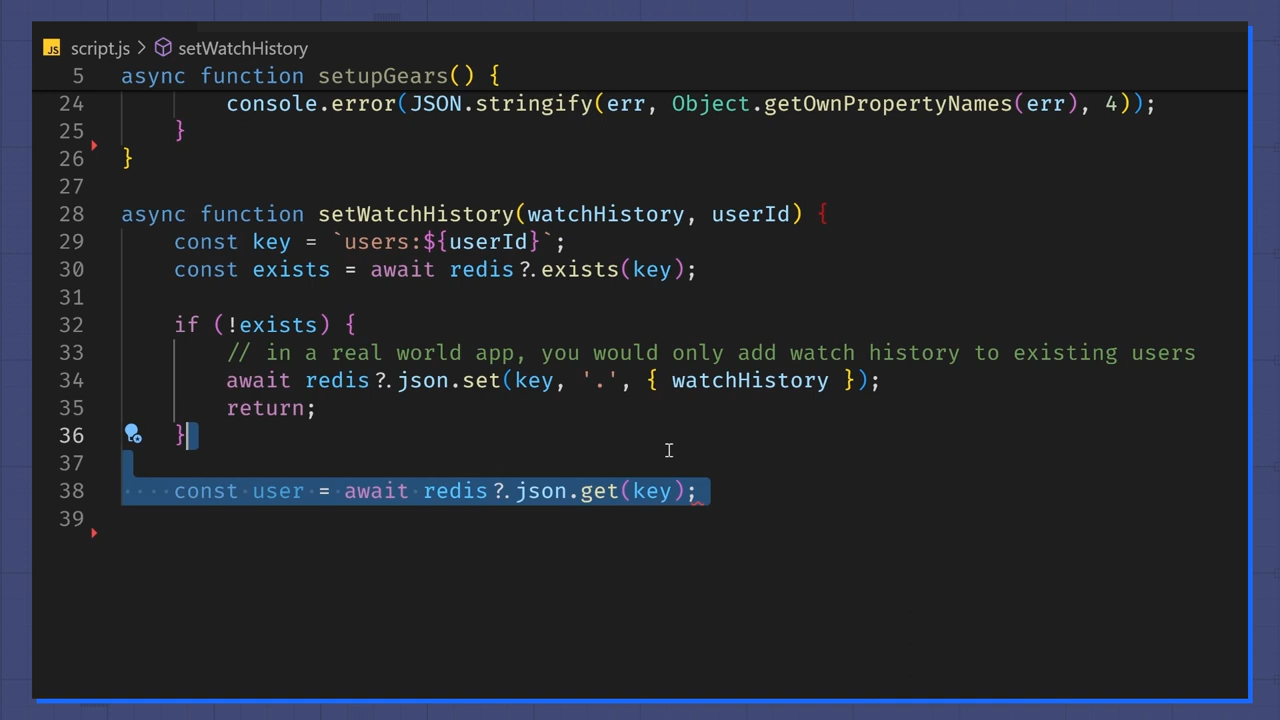 JS script.js > setWatchHistory
5 async function setupGears() {
24 console.error(JSON.stringify(err, Object.getOwnPropertyNames(err), 4));
25 }
26 }
27
28 async function setWatchHistory(watchHistory, userId) {
29 const key = `users:${userId}`;
30 const exists = await redis?.exists(key);
31
32 if (!exists) {
33 // in a real world app, you would only add watch history to existing users
34 await redis?.json.set(key, '.', { watchHistory });
35 return;
36 }
37
38 const user = await redis?.json.get(key);
39